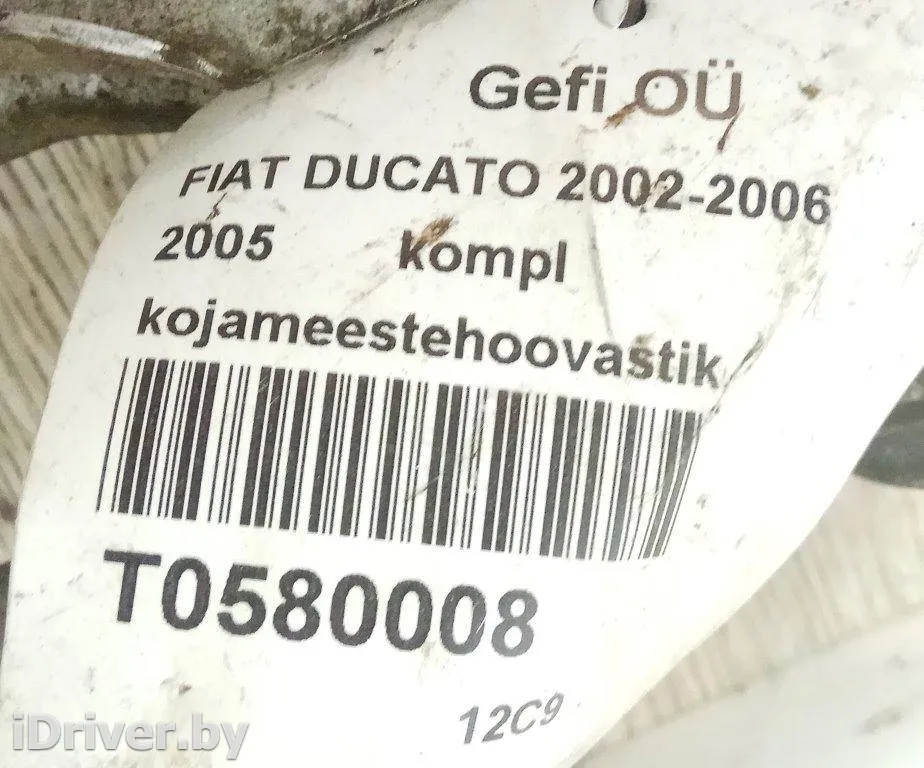 Gefi OÜ
FIAT DUCATO 2002-2006
2005 kompl
kojameestehoovastik
T0580008
12C9
iDriver.by